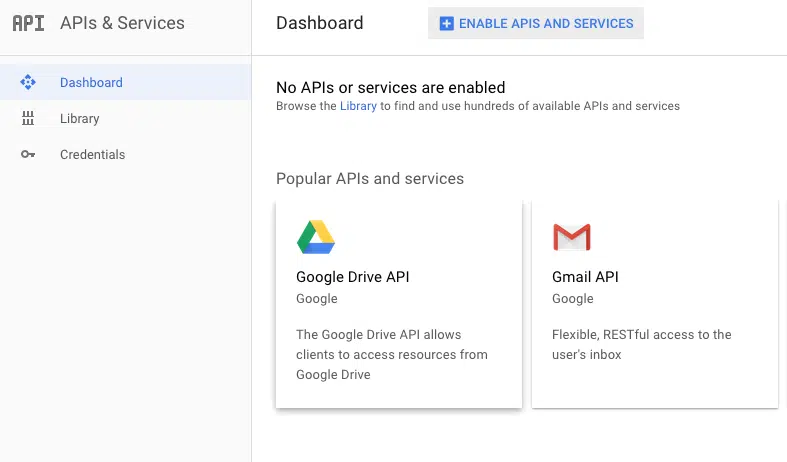 API APIs & Services
Dashboard
Library
Credentials
Dashboard
ENABLE APIS AND SERVICES
No APIs or services are enabled
Browse the Library to find and use hundreds of available APIs and services
Popular APIs and services
Google Drive API
Google
The Google Drive API allows
clients to access resources from
Google Drive
Gmail API
Google
Flexible, RESTful access to the
user's inbox